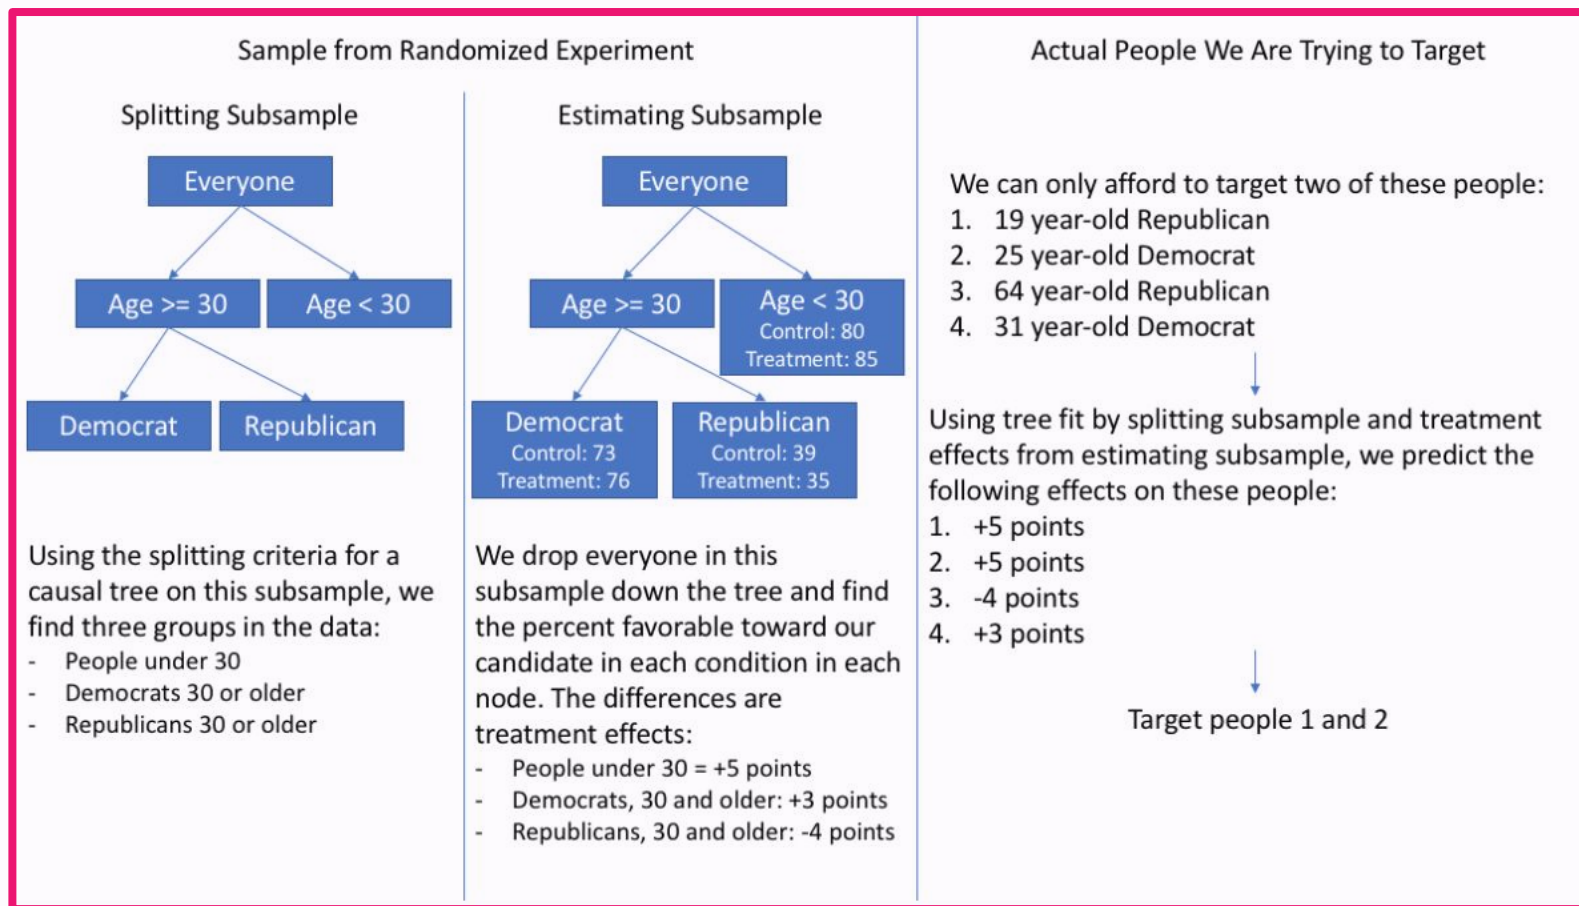 Sample from Randomized Experiment
Splitting Subsample
Everyone
Age >= 30
Age < 30
Democrat
Republican
Using the splitting criteria for a
causal tree on this subsample, we
find three groups in the data:
- People under 30
- Democrats 30 or older
- Republicans 30 or older
Estimating Subsample
Everyone
Age >= 30
Age < 30
Control: 80
Treatment: 85
Democrat
Control: 73
Treatment: 76
Republican
Control: 39
Treatment: 35
We drop everyone in this
subsample down the tree and find
the percent favorable toward our
candidate in each condition in each
node. The differences are
treatment effects:
- People under 30 = +5 points
- Democrats, 30 and older: +3 points
- Republicans, 30 and older: -4 points
Actual People We Are Trying to Target
We can only afford to target two of these people:
1. 19 year-old Republican
2. 25 year-old Democrat
3. 64 year-old Republican
4. 31 year-old Democrat
Using tree fit by splitting subsample and treatment
effects from estimating subsample, we predict the
following effects on these people:
1. +5 points
2. +5 points
3. -4 points
4. +3 points
Target people 1 and 2